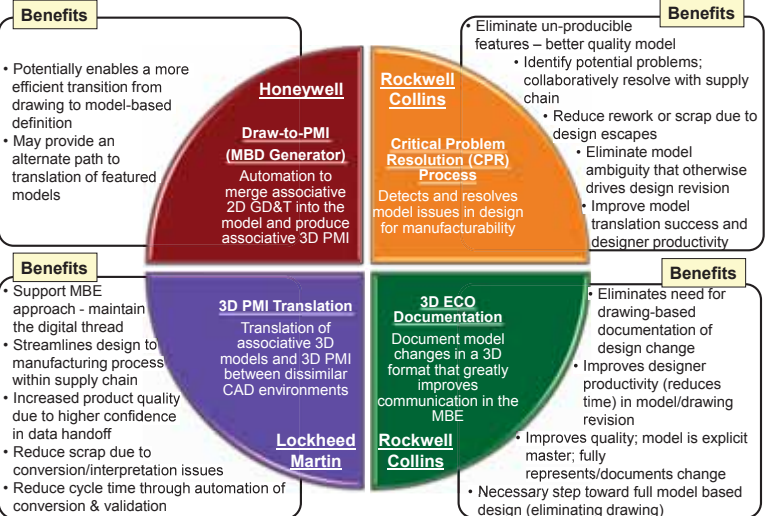 Benefits
• Potentially enables a more
efficient transition from
drawing to model-based
definition
• May provide an
alternate path to
translation of featured
models
Honeywell
Draw-to-PMI
(MBD Generator)
Automation to
merge associative
2D GD&T into the
model and produce
associative 3D PMI
Rockwell
Collins
Critical Problem
Resolution (CPR)
Process
Detects and resolves
model issues in design
for manufacturability
Benefits
• Eliminate un-producible
features – better quality model
• Identify potential problems;
collaboratively resolve with supply
chain
• Reduce rework or scrap due to
design escapes
• Eliminate model
ambiguity that otherwise
drives design revision
• Improve model
translation success and
designer productivity
Benefits
• Support MBE
approach - maintain
the digital thread
• Streamlines design to
manufacturing process
within supply chain
• Increased product quality
due to higher confidence
in data handoff
• Reduce scrap due to
conversion/interpretation issues
• Reduce cycle time through automation of
conversion & validation
3D PMI Translation
Translation of
associative 3D
models and 3D PMI
between dissimilar
CAD environments
Lockheed
Martin
3D ECO
Documentation
Document model
changes in a 3D
format that greatly
improves
communication in the
MBE
Rockwell
Collins
Benefits
• Eliminates need for
drawing-based
documentation of
design change
• Improves designer
productivity (reduces
time) in model/drawing
revision
• Improves quality; model is explicit
master; fully
represents/documents change
• Necessary step toward full model based
design (eliminating drawing)